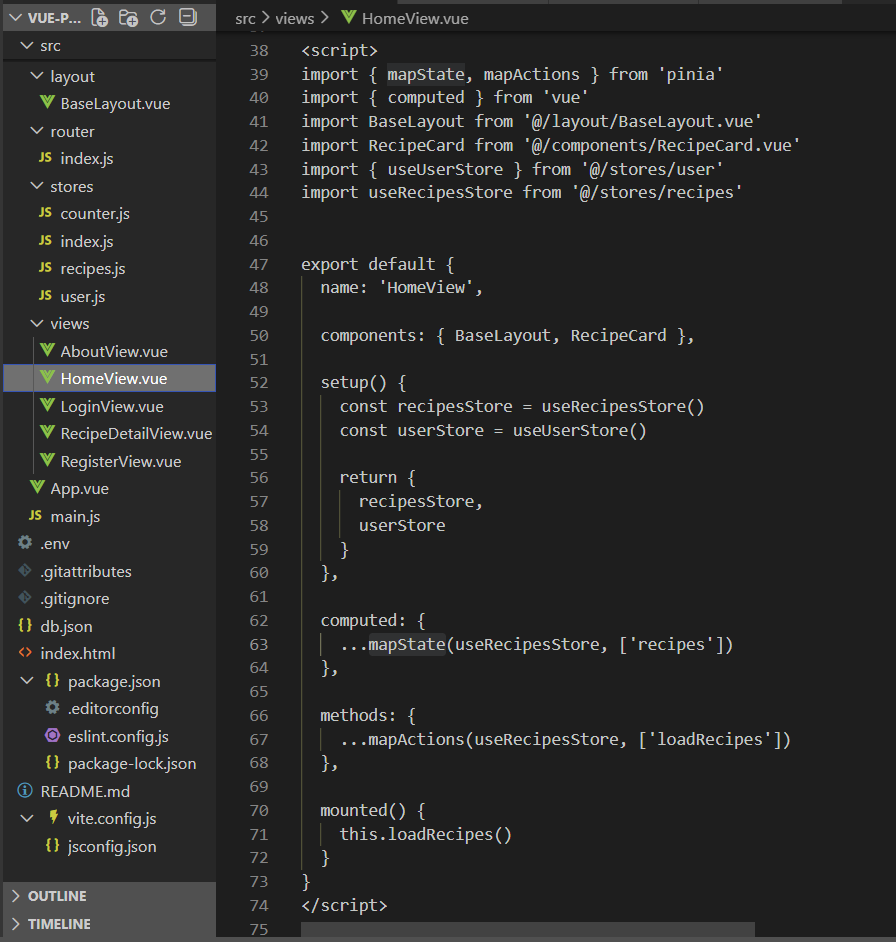 VUE-P...
src
layout
BaseLayout.vue
router
JS index.js
stores
JS counter.js
JS index.js
JS recipes.js
JS user.js
views
AboutView.vue
HomeView.vue
LoginView.vue
RecipeDetailView.vue
RegisterView.vue
App.vue
JS main.js
.env
.gitattributes
.gitignore
{} db.json
<> index.html
{} package.json
.editorconfig
eslint.config.js
{} package-lock.json
README.md
vite.config.js
{} jsconfig.json
OUTLINE
TIMELINE
src > views > HomeView.vue
38 <script>
39 import { mapState, mapActions } from 'pinia'
40 import { computed } from 'vue'
41 import BaseLayout from '@/layout/BaseLayout.vue'
42 import RecipeCard from '@/components/RecipeCard.vue'
43 import { useUserStore } from '@/stores/user'
44 import useRecipesStore from '@/stores/recipes'
45
46
47 export default {
48   name: 'HomeView',
49
50   components: { BaseLayout, RecipeCard },
51
52   setup() {
53     const recipesStore = useRecipesStore()
54     const userStore = useUserStore()
55
56     return {
57       recipesStore,
58       userStore
59     }
60   },
61
62   computed: {
63     ...mapState(useRecipesStore, ['recipes'])
64   },
65
66   methods: {
67     ...mapActions(useRecipesStore, ['loadRecipes'])
68   },
69
70   mounted() {
71     this.loadRecipes()
72   }
73 }
74 </script>
75